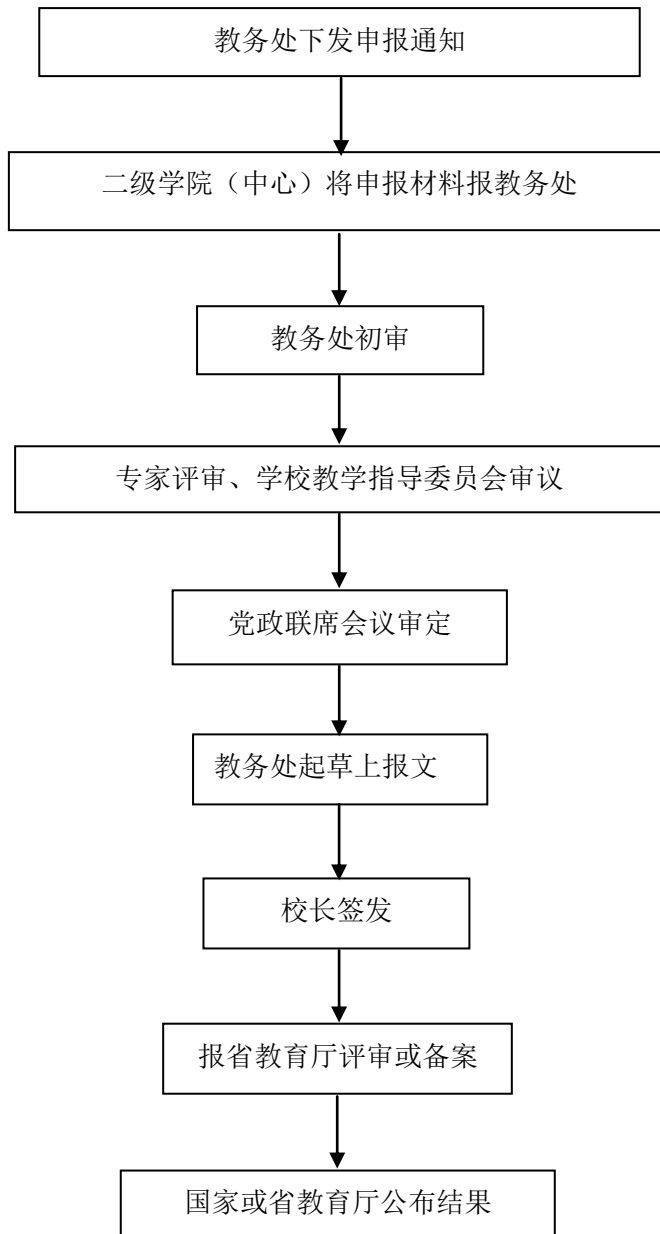 教务处下发申报通知
二级学院（中心）将申报材料报教务处
教务处初审
专家评审、学校教学指导委员会审议
党政联席会议审定
教务处起草上报文
校长签发
报省教育厅评审或备案
国家或省教育厅公布结果